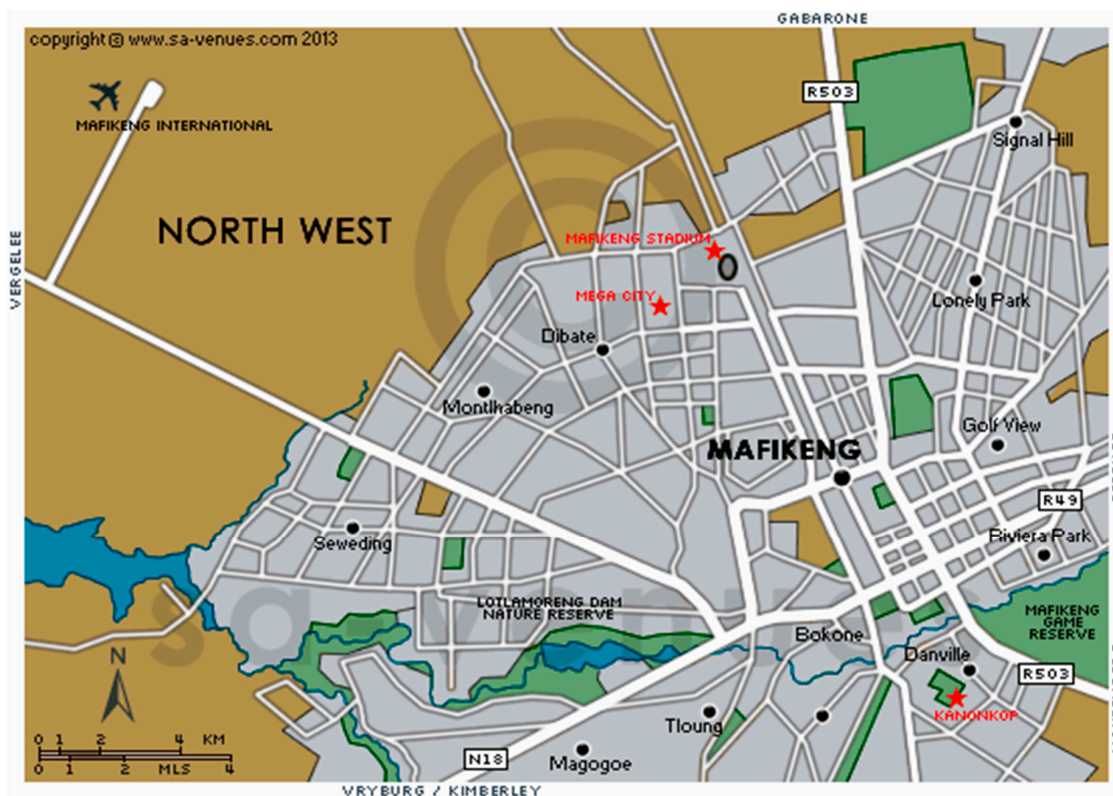 GABARONE
copyright © www.sa-venues.com 2013
MAFIKENG INTERNATIONAL
R503
Signal Hill
NORTH WEST
VERGELEE
MAFIKENG STADIUM
MEGA CITY
Lonely Park
Dibate
Montlhabeng
Golf View
MAFIKENG
R49
Seweding
Riviera Park
LOTLAMORENG DAM
NATURE RESERVE
sa-venues
MAFIKENG
GAME
RESERVE
Bokone
Danville
N
R503
KANONKOP
Tloung
0 1 2 4 KM
0 1 2 4
MLS
N18
Magogoe
VRYBURG / KIMBERLEY